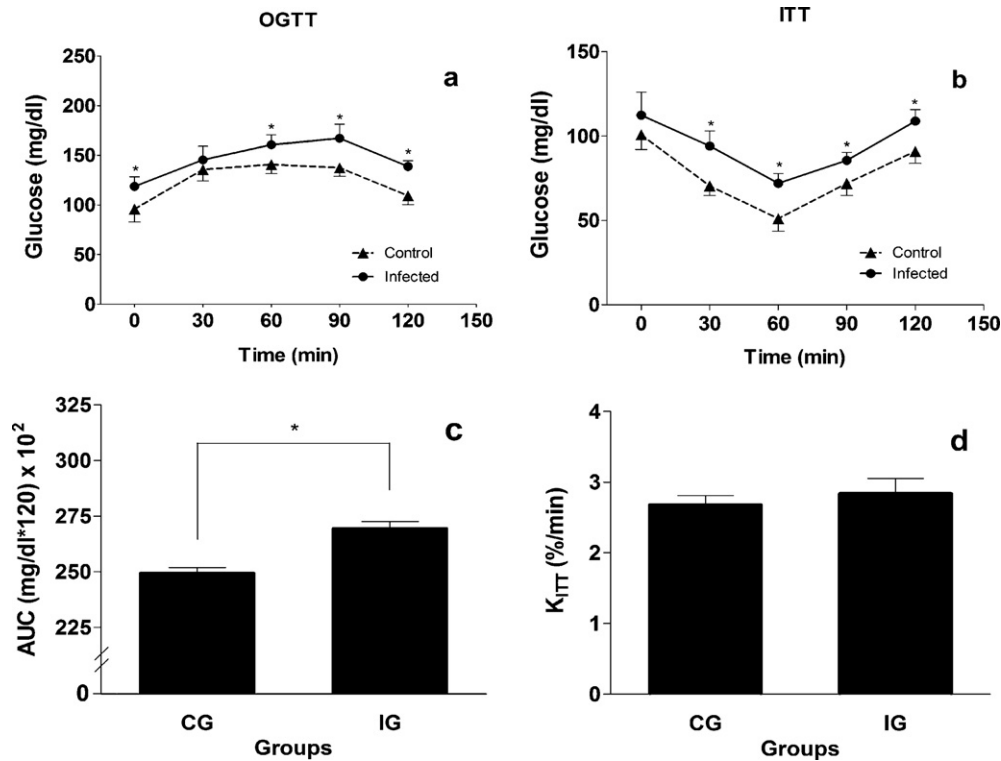 OGTT
250
200
150
100
50
0
Glucose (mg/dl)
a
*
*
*
*
Control
Infected
0 30 60 90 120 150
Time (min)
ITT
150
100
50
0
Glucose (mg/dl)
b
*
*
*
*
Control
Infected
0 30 60 90 120 150
Time (min)
325
300
275
250
225
0
AUC (mg/dl*120) x 10²
c
*
CG IG
Groups
4
3
2
1
0
K_ITT (%/min)
d
CG IG
Groups